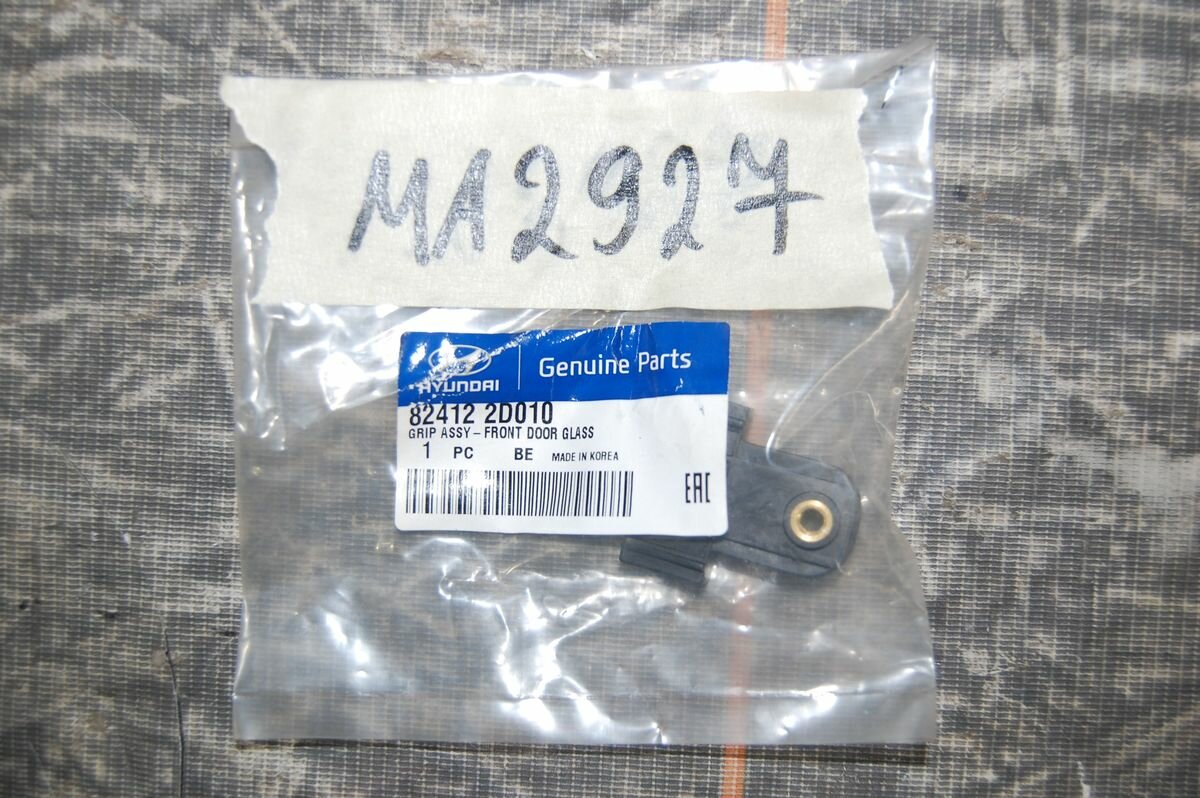 MA2927
HYUNDAI
Genuine Parts
82412 2D010
GRIP ASSY - FRONT DOOR GLASS
1 PC BE MADE IN KOREA
EAC